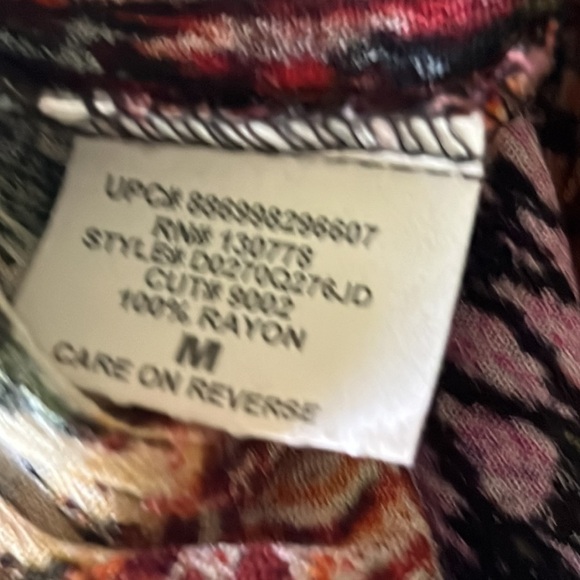 UPC# 886998296607
RN# 130778
STYLE# D0270Q276JD
CUT# 9002
100% RAYON
M
CARE ON REVERSE